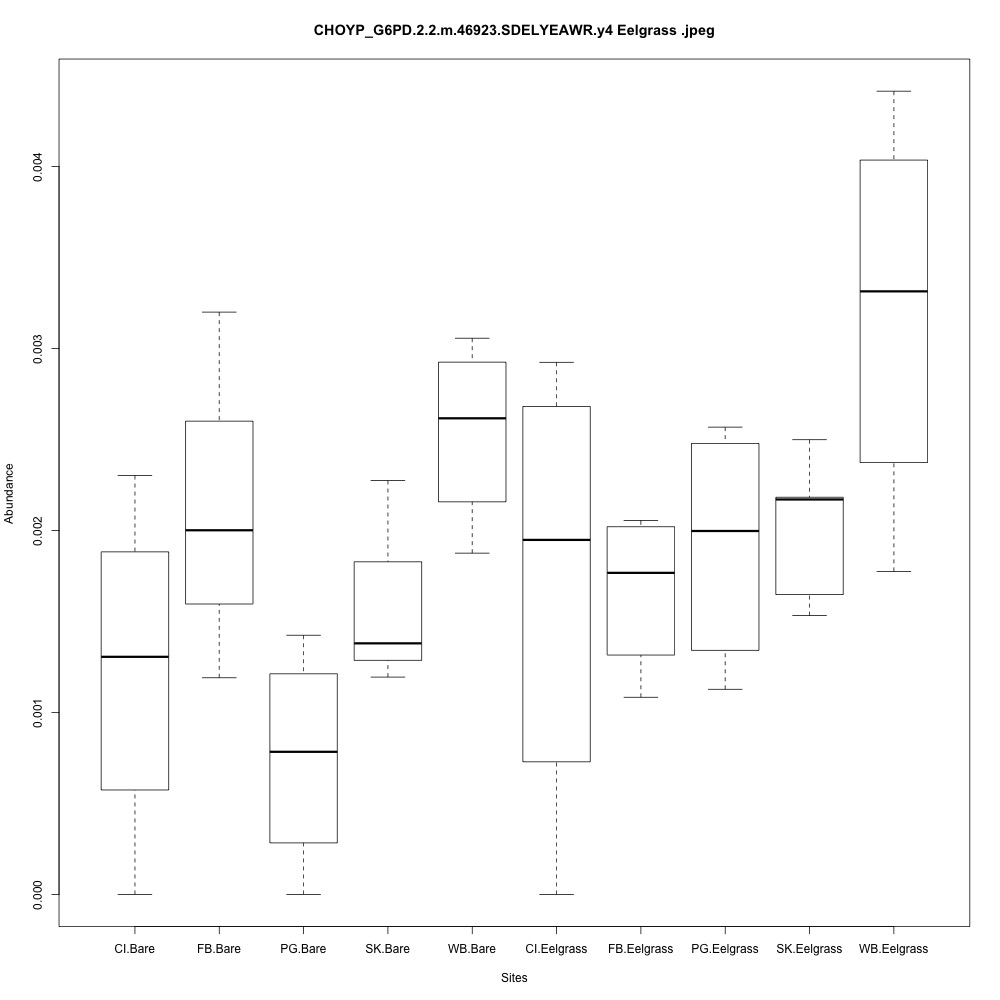 CHOYP_G6PD.2.2.m.46923.SDELYEAWR.y4 Eelgrass .jpeg
Abundance
0.004
0.003
0.002
0.001
0.000
CI.Bare FB.Bare PG.Bare SK.Bare WB.Bare CI.Eelgrass FB.Eelgrass PG.Eelgrass SK.Eelgrass WB.Eelgrass
Sites